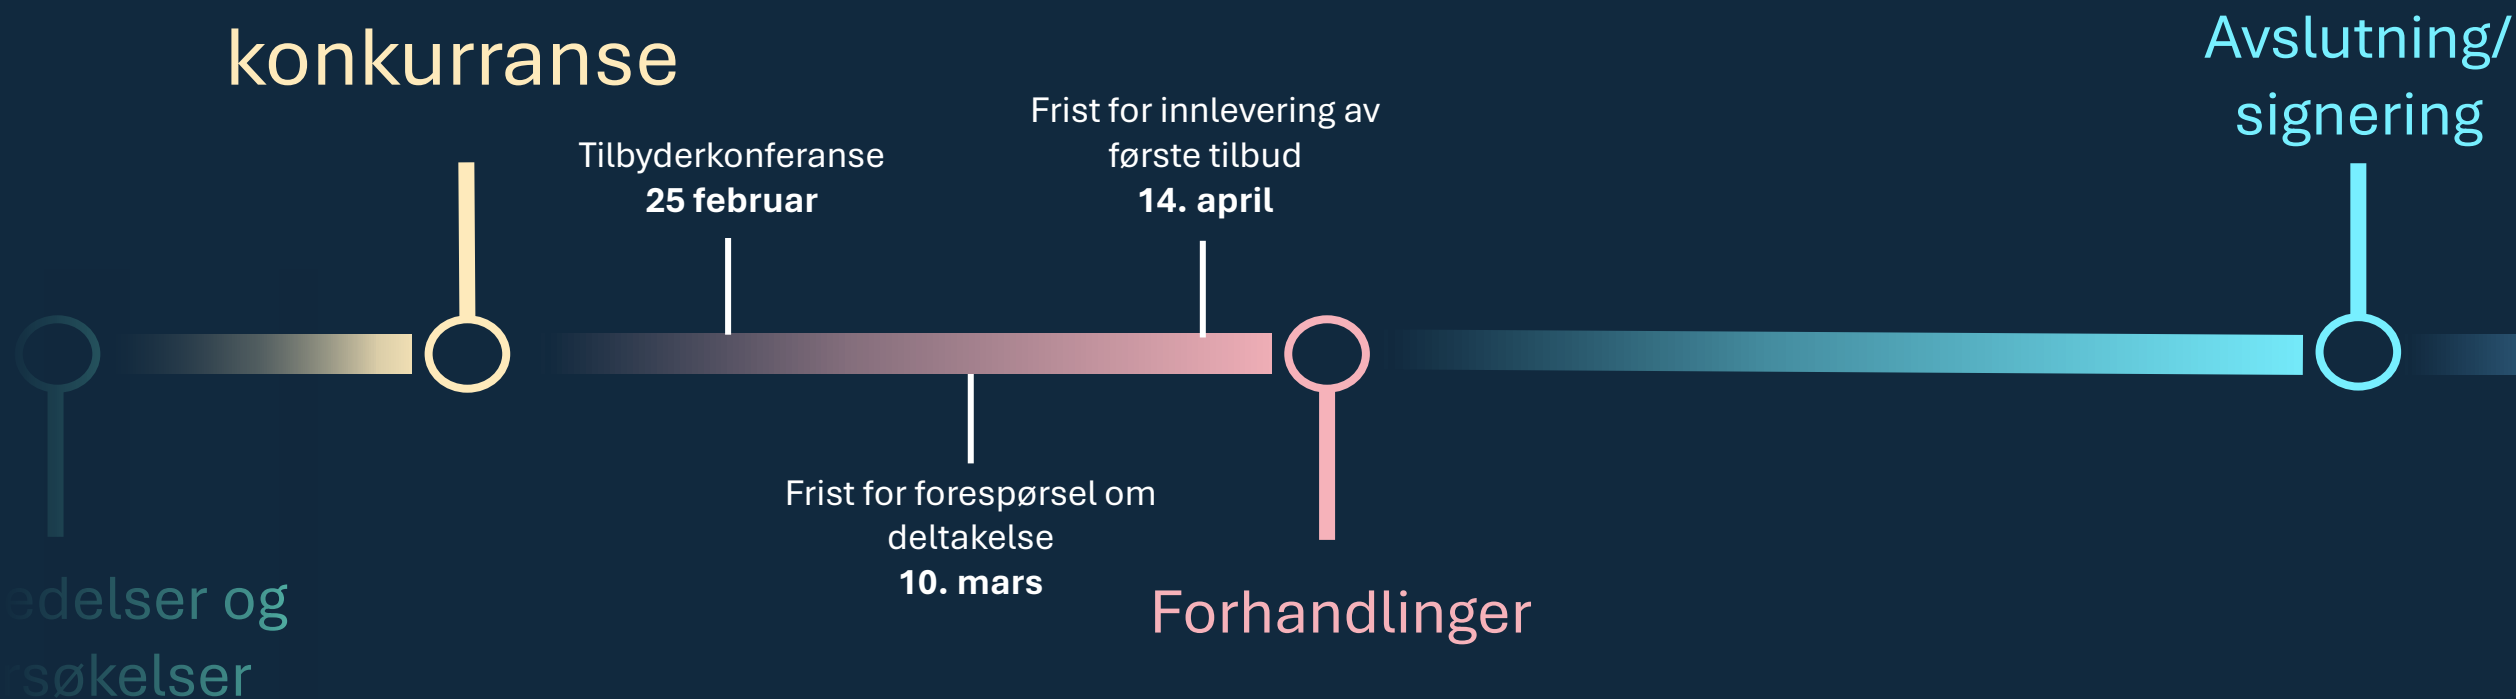 konkurranse
Tilbyderkonferanse
25 februar
Frist for innlevering av
første tilbud
14. april
Avslutning/
signering
Frist for forespørsel om
deltakelse
10. mars
Forhandlinger
edelser og
rsøkelser